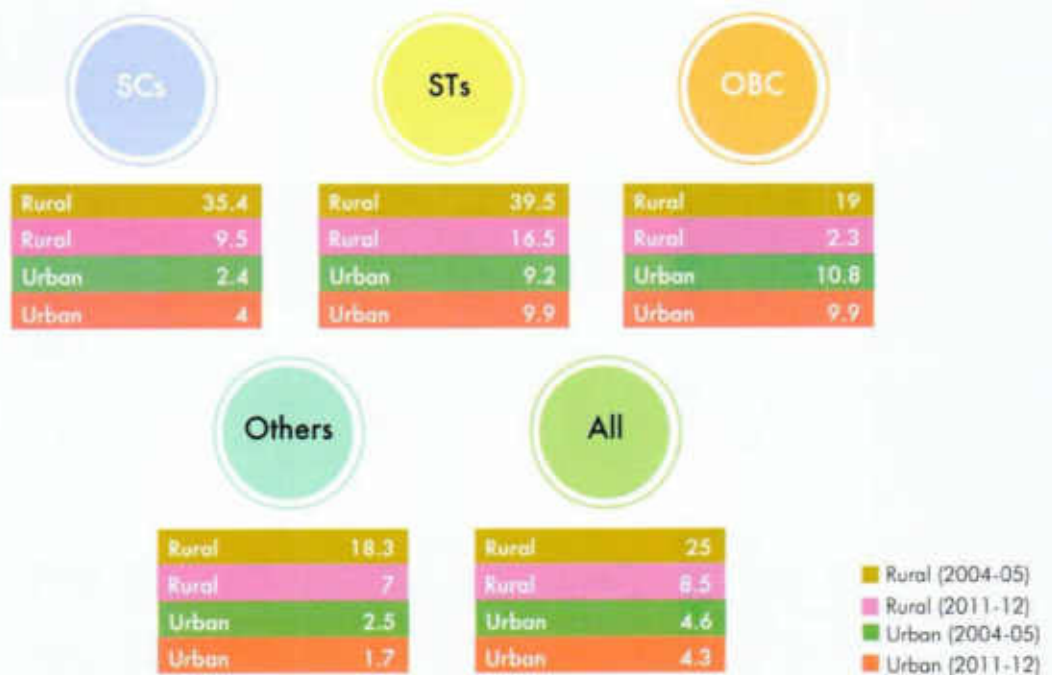 SCs
Rural 35.4
Rural 9.5
Urban 2.4
Urban 4
STs
Rural 39.5
Rural 16.5
Urban 9.2
Urban 9.9
OBC
Rural 19
Rural 2.3
Urban 10.8
Urban 9.9
Others
Rural 18.3
Rural 7
Urban 2.5
Urban 1.7
All
Rural 25
Rural 8.5
Urban 4.6
Urban 4.3
Rural (2004-05)
Rural (2011-12)
Urban (2004-05)
Urban (2011-12)